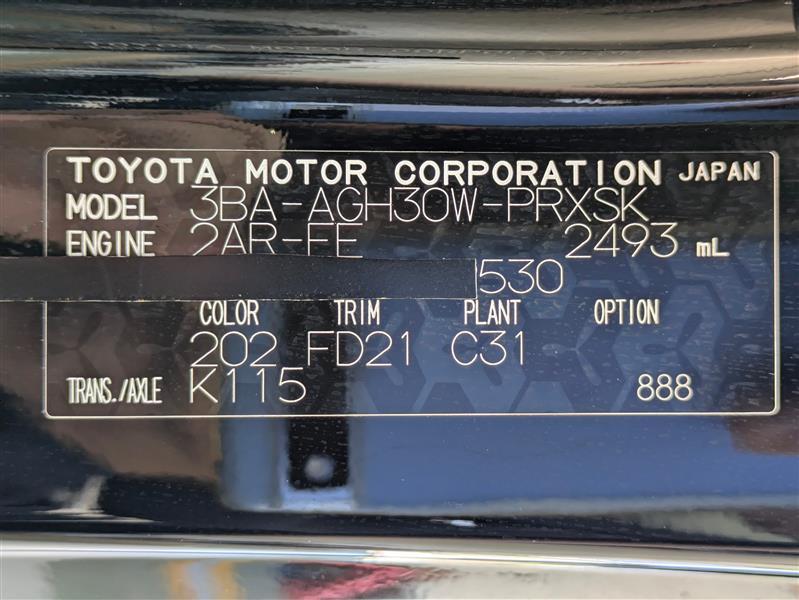 TOYOTA MOTOR CORPORATION JAPAN
MODEL 3BA-AGH30W-PRXSK
ENGINE 2AR-FE 2493 mL
530
COLOR TRIM PLANT OPTION
202 FD21 C31
TRANS./AXLE K115 888